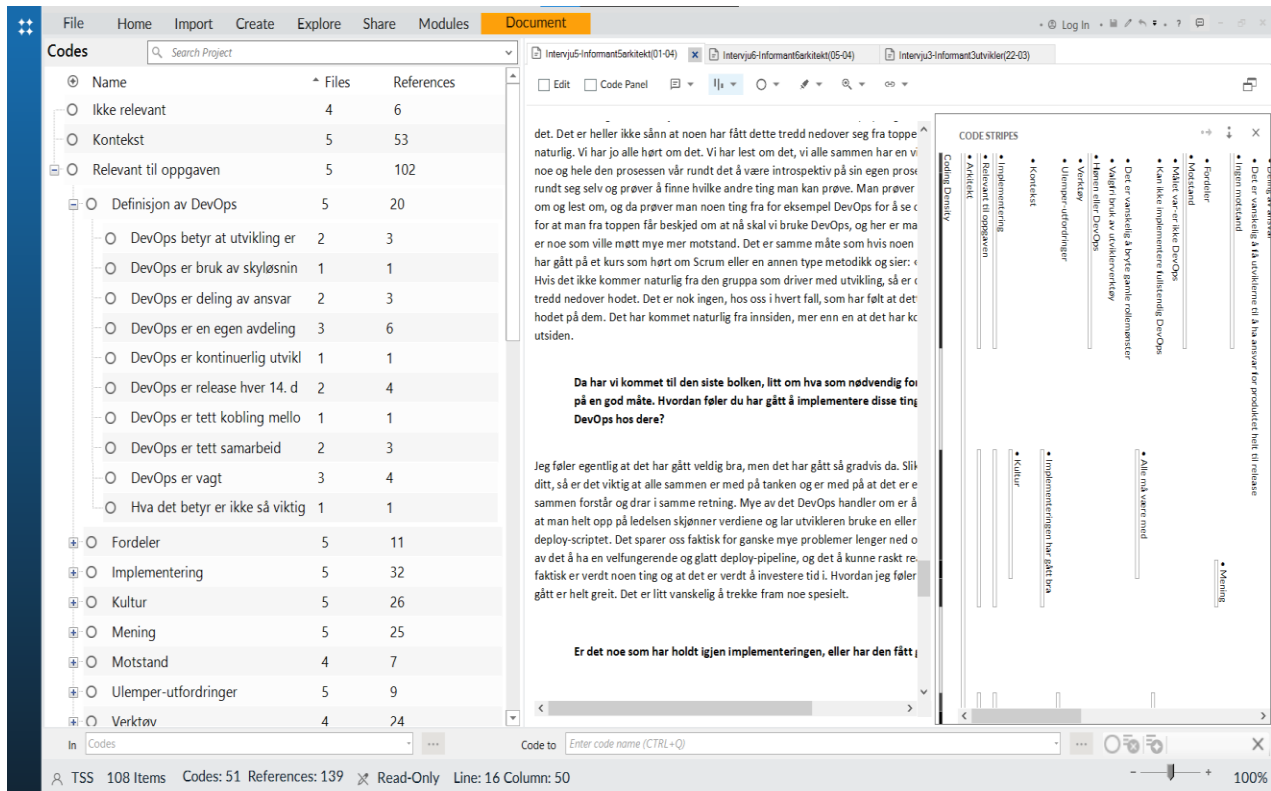 File Home Import Create Explore Share Modules Document
Log In
?
Codes
Search Project
Name Files References
Ikke relevant 4 6
Kontekst 5 53
Relevant til oppgaven 5 102
Definisjon av DevOps 5 20
DevOps betyr at utvikling er 2 3
DevOps er bruk av skyløsnin 1 1
DevOps er deling av ansvar 2 3
DevOps er en egen avdeling 3 6
DevOps er kontinuerlig utvikl 1 1
DevOps er release hver 14. d 2 4
DevOps er tett kobling mello 1 1
DevOps er tett samarbeid 2 3
DevOps er vagt 3 4
Hva det betyr er ikke så viktig 1 1
Fordeler 5 11
Implementering 5 32
Kultur 5 26
Mening 5 25
Motstand 4 7
Ulemper-utfordringer 5 9
Verktøy 4 24
Intervju5-Informant5arkitekt(01-04) Intervju6-Informant6arkitekt(05-04) Intervju3-Informant3utvikler(22-03)
Edit Code Panel
det. Det er heller ikke sånn at noen har fått dette tredd nedover seg fra toppe
naturlig. Vi har jo alle hørt om det. Vi har lest om det, vi alle sammen har en vi
noe og hele den prosessen vår rundt det å være introspektiv på sin egen prose
rundt seg selv og prøver å finne hvilke andre ting man kan prøve. Man prøver
om og lest om, og da prøver man noen ting fra for eksempel DevOps for å se o
for at man fra toppen får beskjed om at nå skal vi bruke DevOps, og her er ma
er noe som ville møtt mye mer motstand. Det er samme måte som hvis noen
har gått på et kurs som hørt om Scrum eller en annen type metodikk og sier: «
Hvis det ikke kommer naturlig fra den gruppa som driver med utvikling, så er d
tredd nedover hodet. Det er nok ingen, hos oss i hvert fall, som har følt at det
hodet på dem. Det har kommet naturlig fra innsiden, mer enn en at det har ko
utsiden.
Da har vi kommet til den siste bolken, litt om hva som nødvendig for
på en god måte. Hvordan føler du har gått å implementere disse ting
DevOps hos dere?
Jeg føler egentlig at det har gått veldig bra, men det har gått så gradvis da. Slik
ditt, så er det viktig at alle sammen er med på tanken og er med på at det er e
sammen forstår og drar i samme retning. Mye av det DevOps handler om er å
at man helt opp på ledelsen skjønner verdiene og lar utvikleren bruke en eller
deploy-scriptet. Det sparer oss faktisk for ganske mye problemer lenger ned o
av det å ha en velfungerende og glatt deploy-pipeline, og det å kunne raskt re
faktisk er verdt noen ting og at det er verdt å investere tid i. Hvordan jeg føler
gått er helt greit. Det er litt vanskelig å trekke fram noe spesielt.
Er det noe som har holdt igjen implementeringen, eller har den fått
CODE STRIPES
Coding Density
Arkitekt
Relevant til oppgaven
Implementering
Kultur
Kontekst
Implementeringen har gått bra
Ulemper-utfordringer
Verktøy
Hønen eller DevOps
Valgfri bruk av utviklerverktøy
Det er vanskelig å bryte gamle rollemønster
Alle må være med
Kan ikke implementere fullstendig DevOps
Målet var-er ikke DevOps
Motstand
Fordeler
Mening
Ingen motstand
Det er vanskelig å få utviklerne til å ha ansvar for produktet helt til release
In Codes ... Code to Enter code name (CTRL+Q) ...
TSS 108 Items Codes: 51 References: 139 Read-Only Line: 16 Column: 50 100%